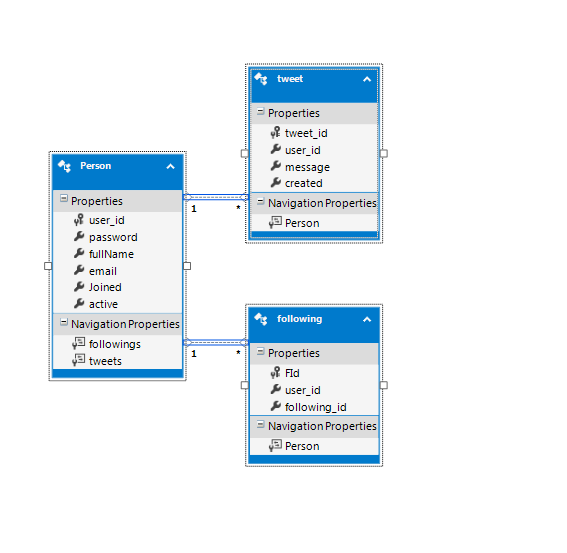 Person
Properties
user_id
password
fullName
email
Joined
active
Navigation Properties
followings
tweets
1
*
1
*
tweet
Properties
tweet_id
user_id
message
created
Navigation Properties
Person
following
Properties
FId
user_id
following_id
Navigation Properties
Person